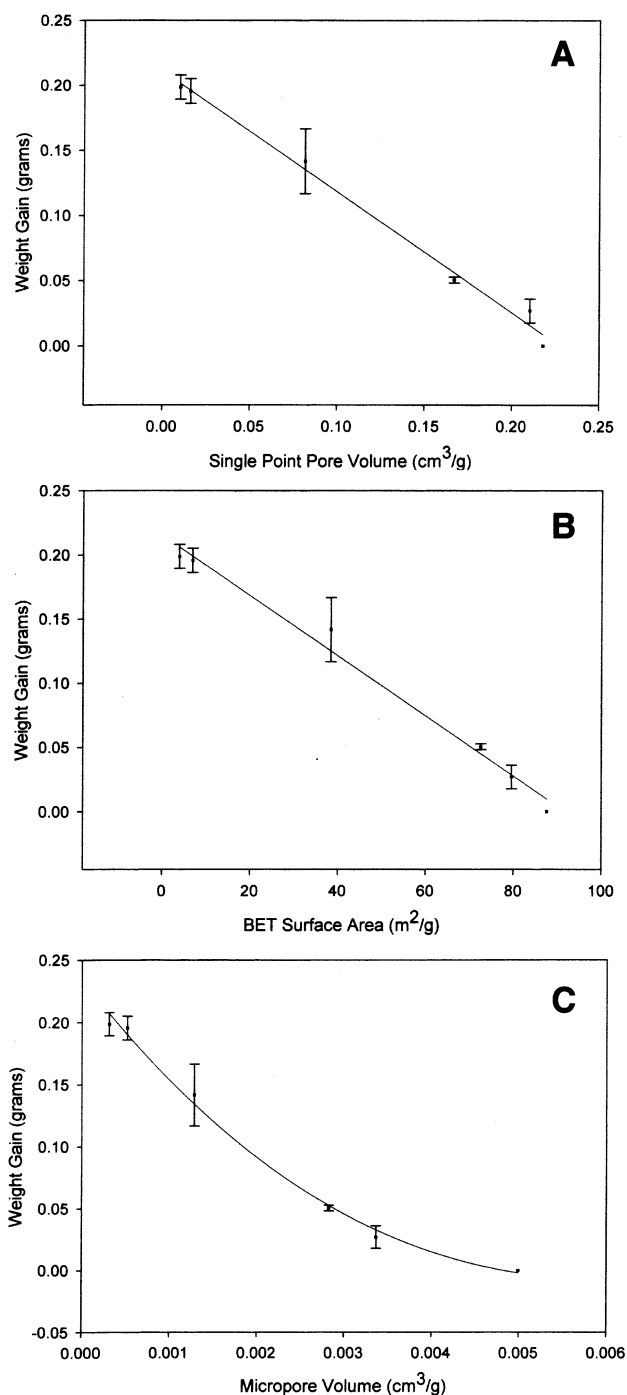 A
0.25
0.20
0.15
0.10
0.05
0.00
Weight Gain (grams)
0.00 0.05 0.10 0.15 0.20 0.25
Single Point Pore Volume (cm³/g)
B
0.25
0.20
0.15
0.10
0.05
0.00
Weight Gain (grams)
0 20 40 60 80 100
BET Surface Area (m²/g)
C
0.25
0.20
0.15
0.10
0.05
0.00
-0.05
Weight Gain (grams)
0.000 0.001 0.002 0.003 0.004 0.005 0.006
Micropore Volume (cm³/g)